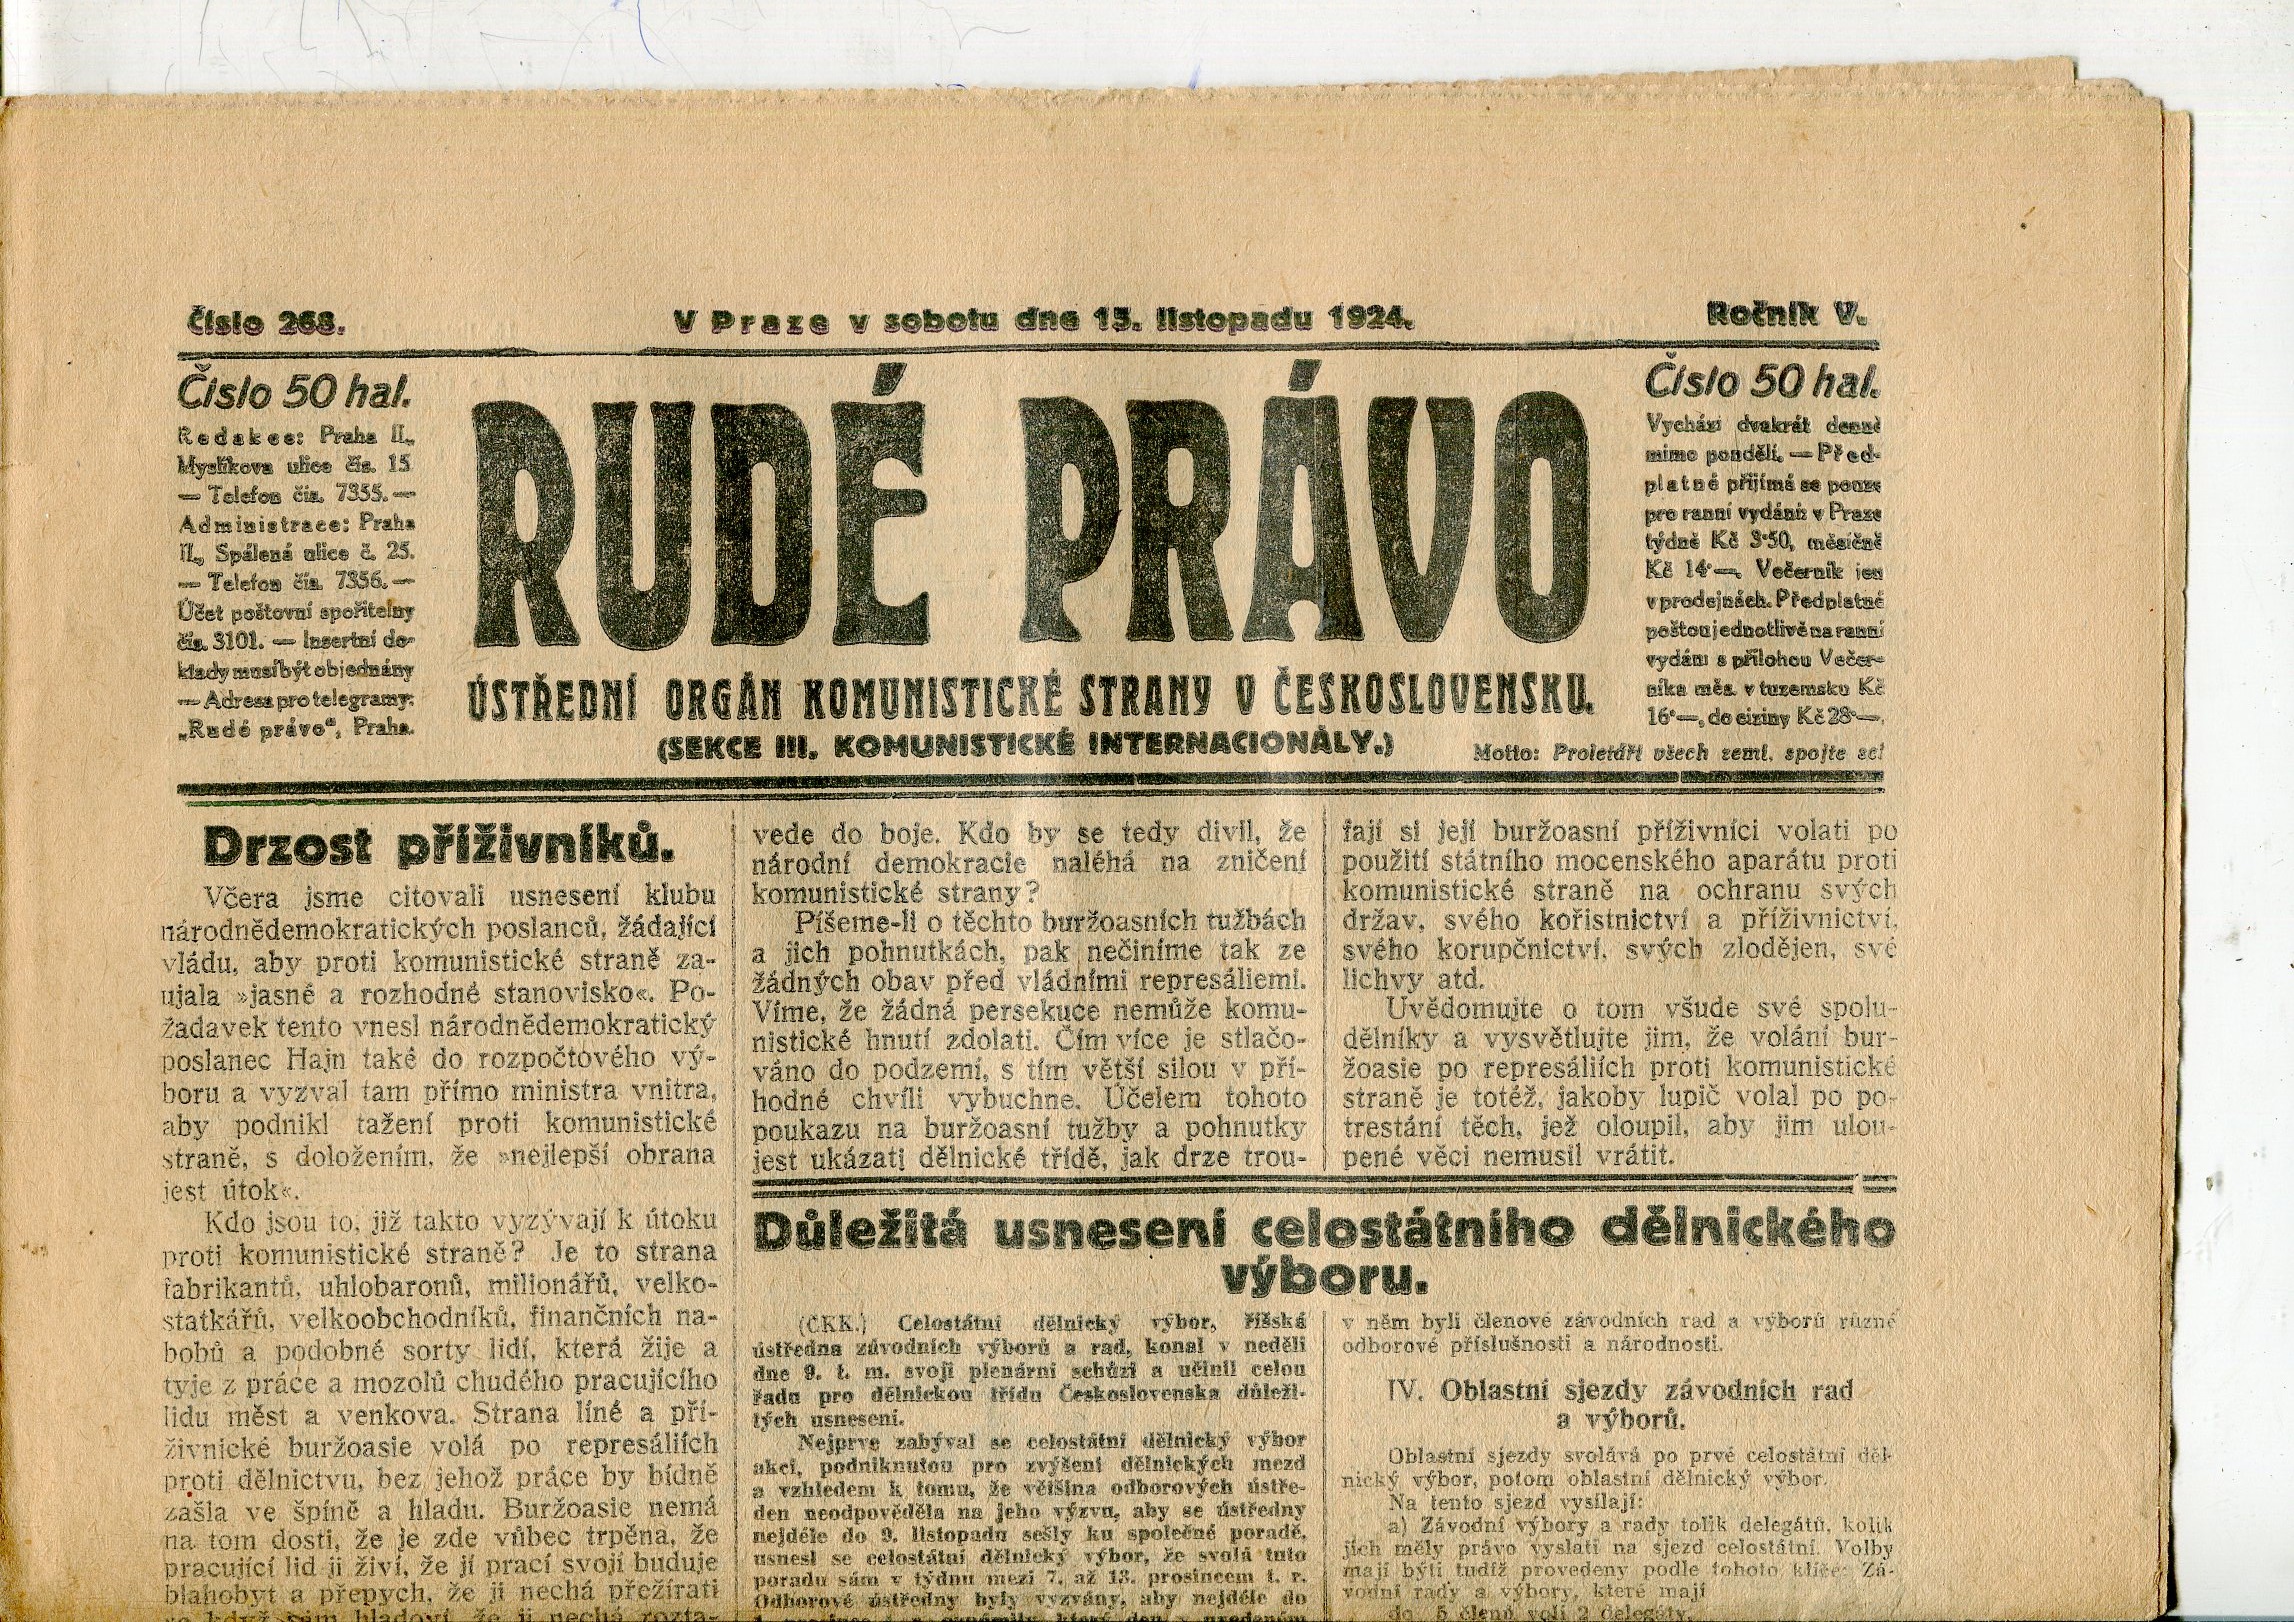 Číslo 268.
V Praze v sobotu dne 15. listopadu 1924.
Ročník V.
Číslo 50 hal.
Redakce: Praha II.,
Myslíkova ulice čís. 15
— Telefon čís. 7355. —
Administrace: Praha
II., Spálená ulice č. 25.
— Telefon čís. 7356. —
Účet poštovní spořitelny
čís. 3101. — Insertní do-
klady musí být objednány
— Adresa pro telegramy:
„Rudé právo“, Praha.
RUDÉ PRÁVO
ÚSTŘEDNÍ ORGÁN KOMUNISTICKÉ STRANY V ČESKOSLOVENSKU.
(SEKCE III. KOMUNISTICKÉ INTERNACIONÁLY.)
Číslo 50 hal.
Vychází dvakrát denně
mimo pondělí. — Před-
platné přijímá se pouze
pro ranní vydání: v Praze
týdně Kč 3·50, měsíčně
Kč 14·—. Večerník jen
v prodejnách. Předplatné
poštou jednotlivě na ranní
vydání s přílohou Večer-
níka měs. v tuzemsku Kč
16·—, do ciziny Kč 28·—.
Motto: Proletáři všech zemí, spojte se!
Drzost příživníků.
Včera jsme citovali usnesení klubu
národnědemokratických poslanců, žádající
vládu, aby proti komunistické straně za-
ujala »jasné a rozhodné stanovisko«. Po-
žadavek tento vnesl národnědemokratický
poslanec Hajn také do rozpočtového vý-
boru a vyzval tam přímo ministra vnitra,
aby podnikl tažení proti komunistické
straně, s doložením, že »nejlepší obrana
jest útok«.
Kdo jsou to, již takto vyzývají k útoku
proti komunistické straně? Je to strana
fabrikantů, uhlobaronů, milionářů, velko-
statkářů, velkoobchodníků, finančních na-
bobů a podobné sorty lidí, která žije a
tyje z práce a mozolů chudého pracujícího
lidu měst a venkova. Strana líné a pří-
živnické buržoasie volá po represáliích
proti dělnictvu, bez jehož práce by bídně
zašla ve špíně a hladu. Buržoasie nemá
na tom dosti, že je zde vůbec trpěna, že
pracující lid ji živí, že jí prací svojí buduje
blahobyt a přepych, že ji nechá přežírati
se když sám hladoví, že ji nechá rozta-
vede do boje. Kdo by se tedy divil, že
národní demokracie naléhá na zničení
komunistické strany?
Píšeme-li o těchto buržoasních tužbách
a jich pohnutkách, pak nečiníme tak ze
žádných obav před vládními represáliemi.
Víme, že žádná persekuce nemůže komu-
nistické hnutí zdolati. Čím více je stlačo-
váno do podzemí, s tím větší silou v pří-
hodné chvíli vybuchne. Účelem tohoto
poukazu na buržoasní tužby a pohnutky
jest ukázati dělnické třídě, jak drze trou-
fají si její buržoasní příživníci volati po
použití státního mocenského aparátu proti
komunistické straně na ochranu svých
držav, svého kořistnictví a příživnictví,
svého korupčnictví, svých zlodějen, své
lichvy atd.
Uvědomujte o tom všude své spolu-
dělníky a vysvětlujte jim, že volání bur-
žoasie po represáliích proti komunistické
straně je totéž, jakoby lupič volal po po-
trestání těch, jež oloupil, aby jim ulou-
pené věci nemusil vrátit.
Důležitá usnesení celostátního dělnického
výboru.
(ČKK.) Celostátní dělnický výbor, říšská
ústředna závodních výborů a rad, konal v neděli
dne 9. t. m. svoji plenární schůzi a učinil celou
řadu pro dělnickou třídu Československa důleži-
tých usnesení.
Nejprve zabýval se celostátní dělnický výbor
akcí, podniknutou pro zvýšení dělnických mezd
a vzhledem k tomu, že většina odborových ústře-
den neodpověděla na jeho výzvu, aby se ústředny
nejdéle do 9. listopadu sešly ku společné poradě,
usnesl se celostátní dělnický výbor, že svolá tuto
poradu sám v týdnu mezi 7. až 13. prosincem t. r.
Odborové ústředny byly vyzvány, aby nejdéle do
v něm byli členové závodních rad a výborů různé
odborové příslušnosti a národnosti.
IV. Oblastní sjezdy závodních rad
a výborů.
Oblastní sjezdy svolává po prvé celostátní děl-
nický výbor, potom oblastní dělnický výbor.
Na tento sjezd vysílají:
a) Závodní výbory a rady tolik delegátů, kolik
jich měly právo vyslati na sjezd celostátní. Volby
mají býti tudíž provedeny podle tohoto klíče: Zá-
vodní rady a výbory, které mají
do 5 členů volí 2 delegáty,